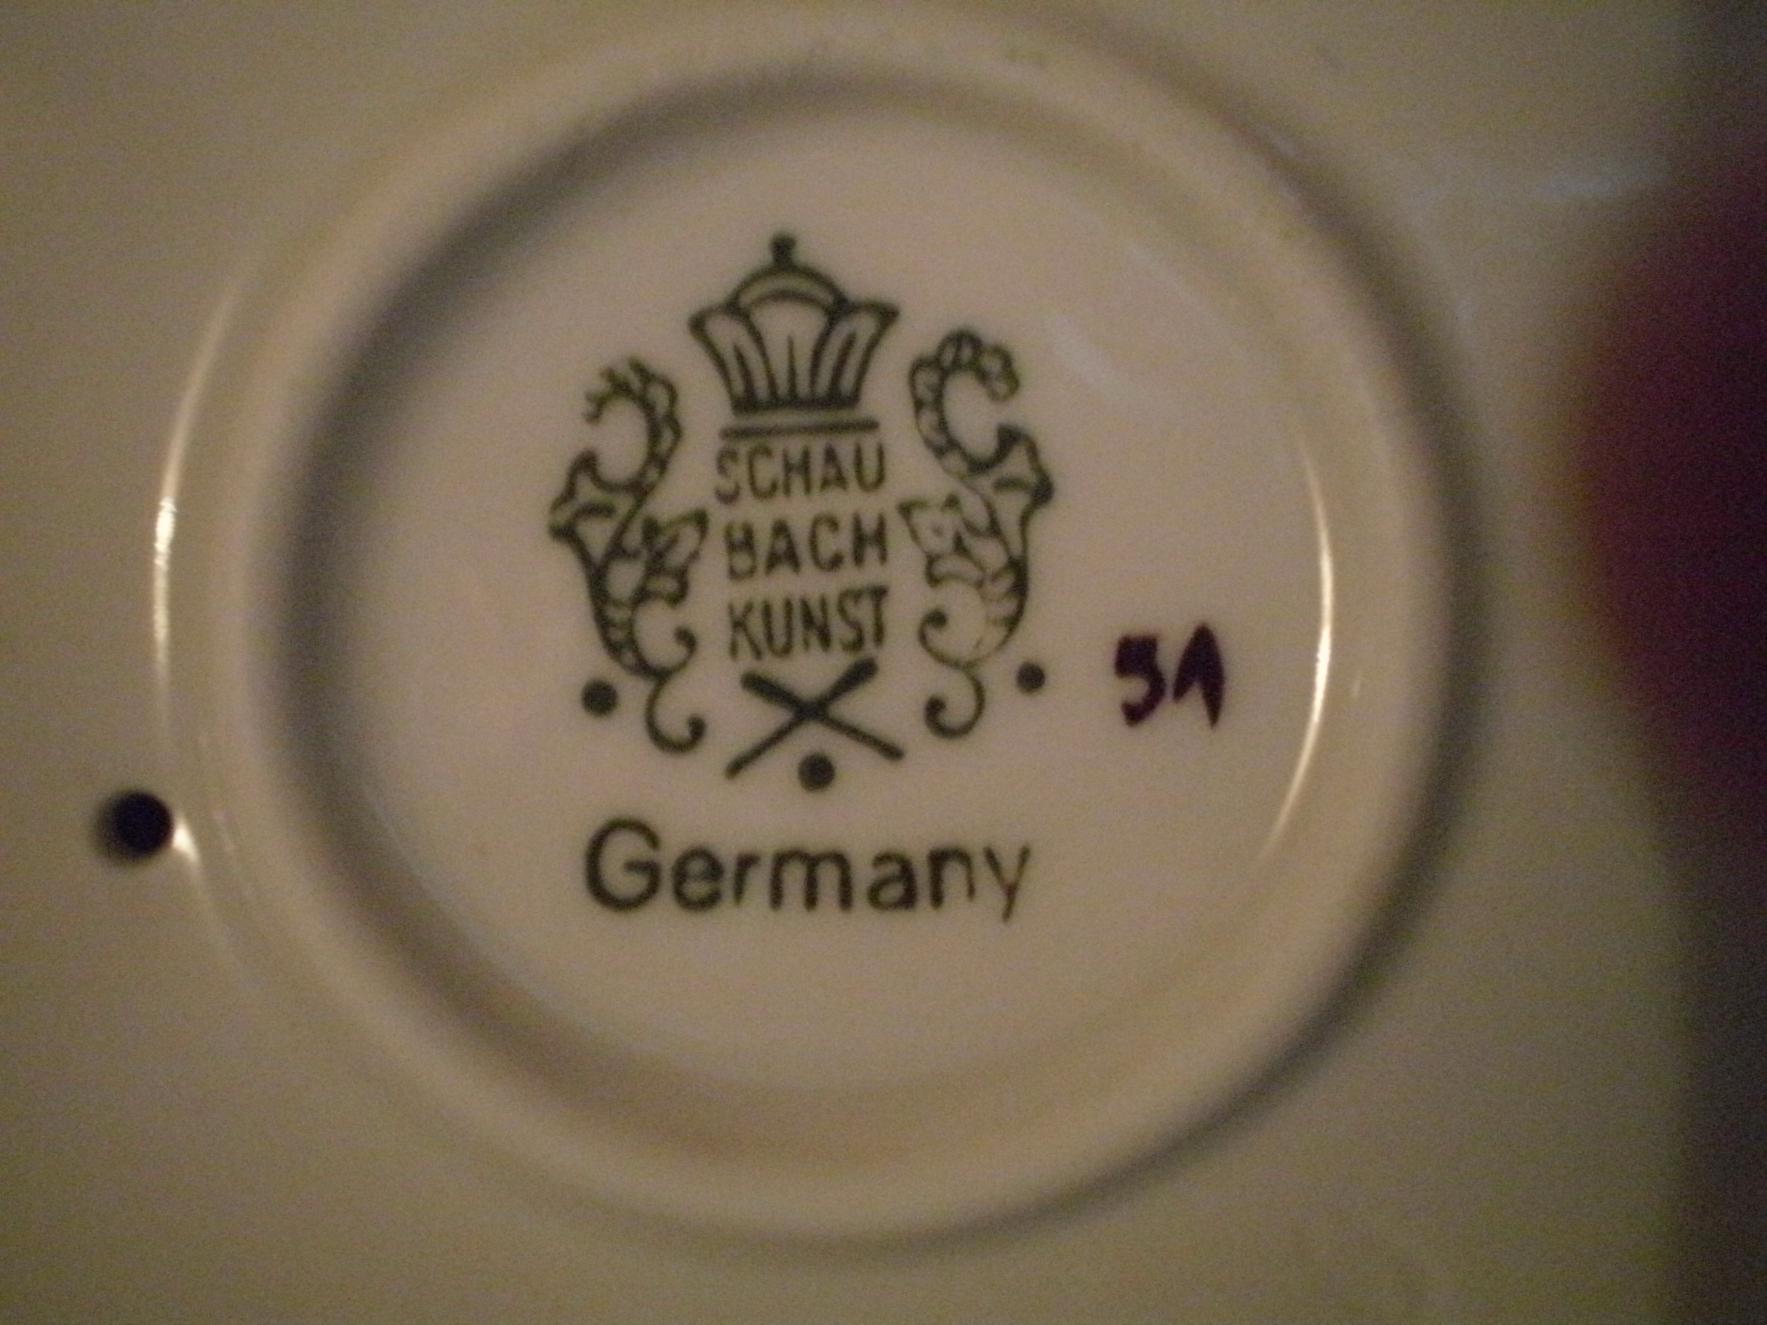 SCHAU
BACH
KUNST
51
Germany